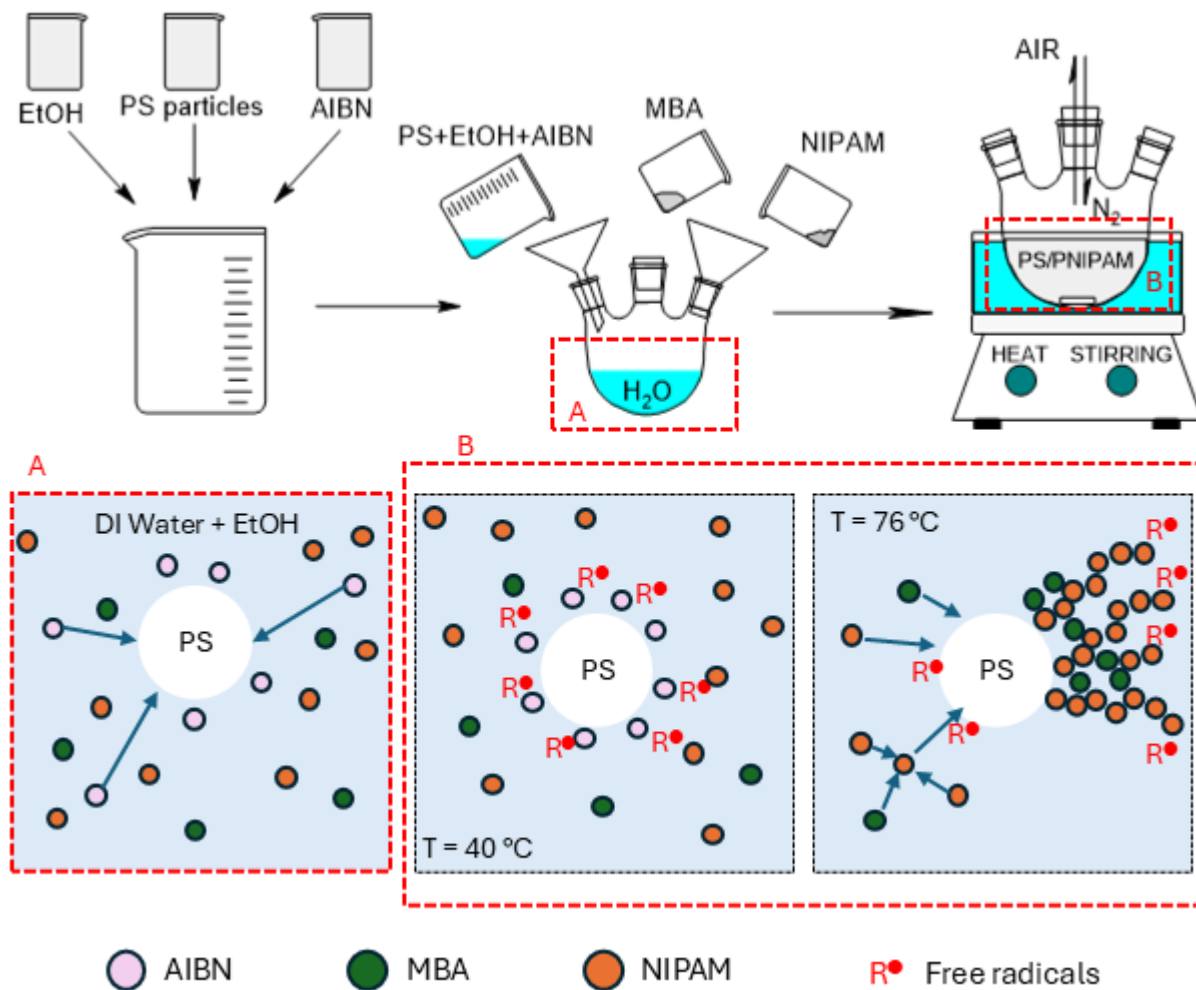 EtOH
PS particles
AIBN
PS+EtOH+AIBN
MBA
NIPAM
H₂O
A
AIR
N₂
PS/PNIPAM
B
HEAT
STIRRING
A
DI Water + EtOH
PS
B
R•
R•
R•
R•
R•
R•
R•
PS
T = 40 °C
T = 76 °C
R•
R•
R•
R•
PS
R•
R•
AIBN
MBA
NIPAM
R• Free radicals